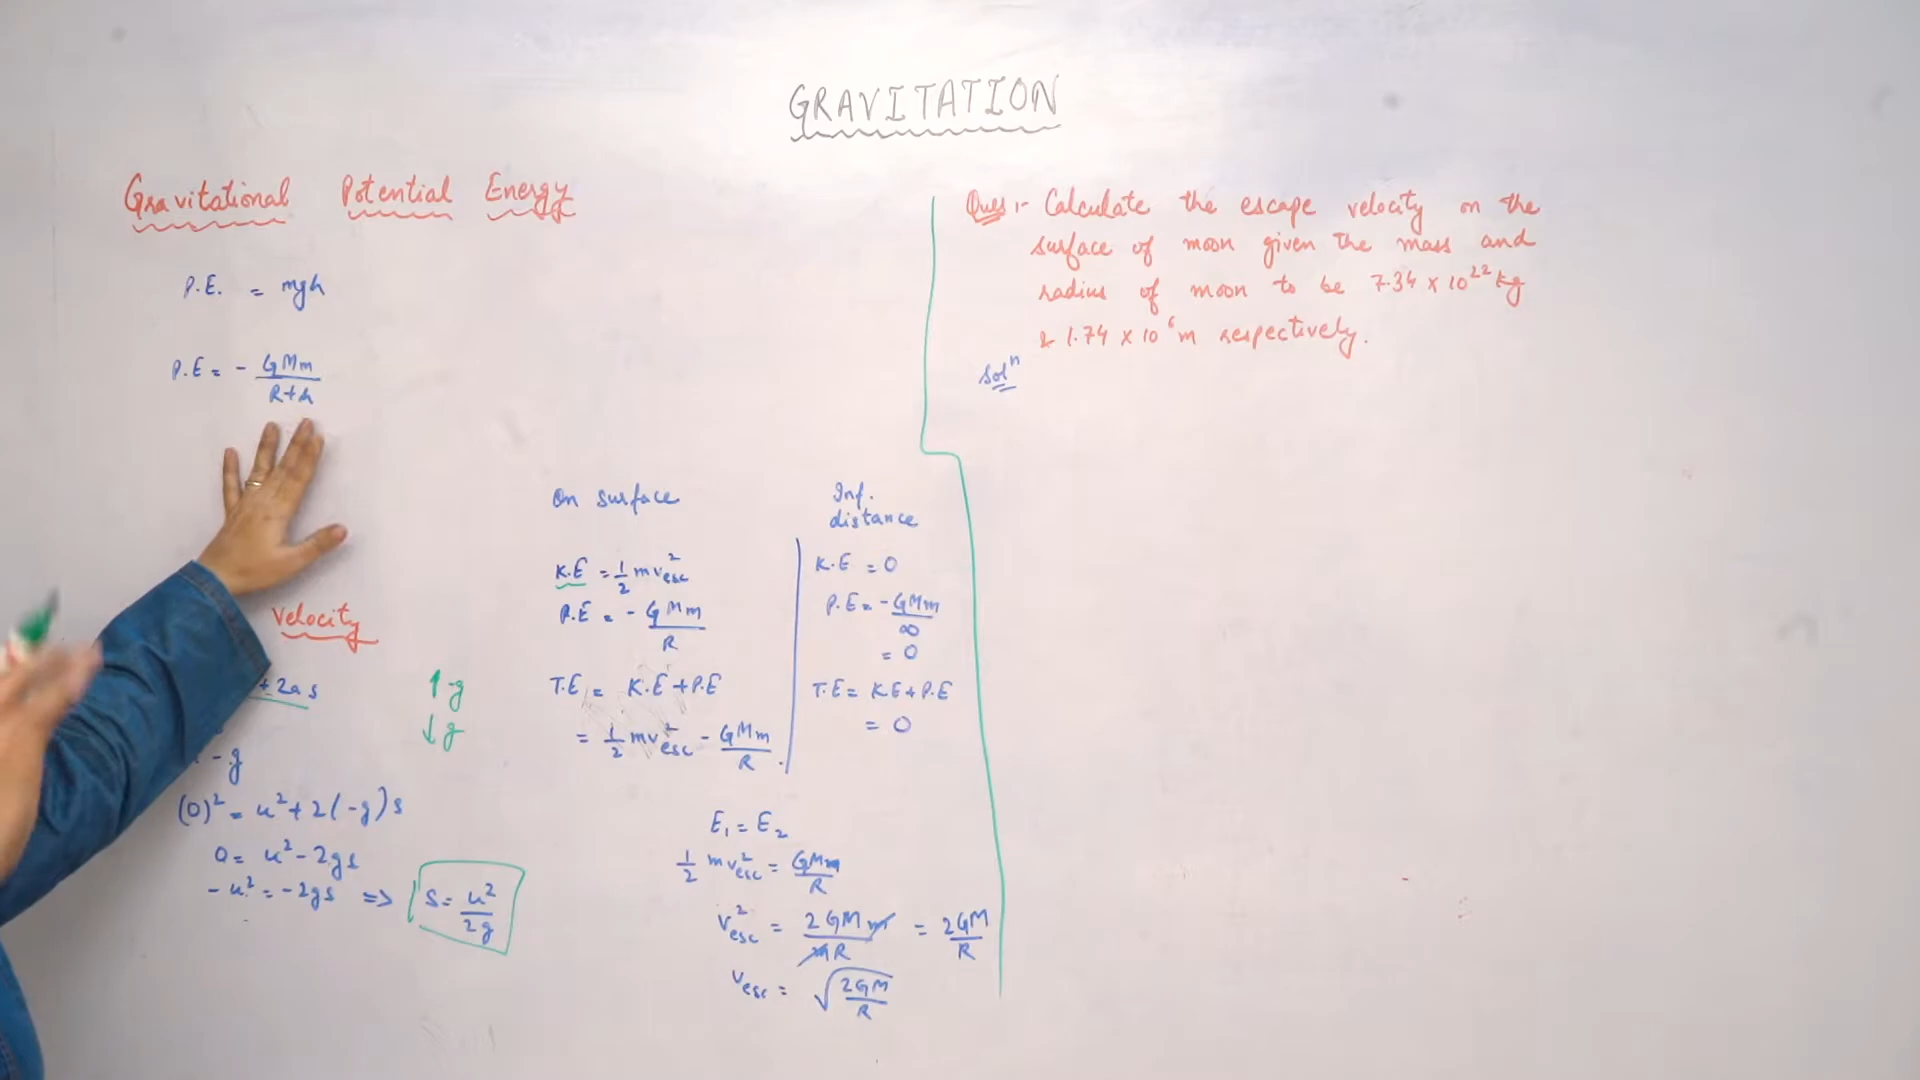 GRAVITATION
Gravitational Potential Energy
P.E. = mgh
P.E = - GMm / R+h
Velocity
+ 2as
- g
(0)² = u² + 2(-g)s
0 = u² - 2gs
-u² = -2gs => s = u² / 2g
↑ -g
↓ g
On surface
K.E = 1/2 mv²esc
P.E = - GMm / R
T.E = K.E + P.E
= 1/2 mv²esc - GMm / R .
Inf.
distance
K.E = 0
P.E = - GMm / ∞
= 0
T.E = K.E + P.E
= 0
E₁ = E₂
1/2 mv²esc = GMm / R
v²esc = 2GMm / mR = 2GM / R
vesc = √(2GM / R)
Ques :- Calculate the escape velocity on the
surface of moon given the mass and
radius of moon to be 7.34 x 10²² kg
& 1.74 x 10⁶ m respectively.
Solⁿ